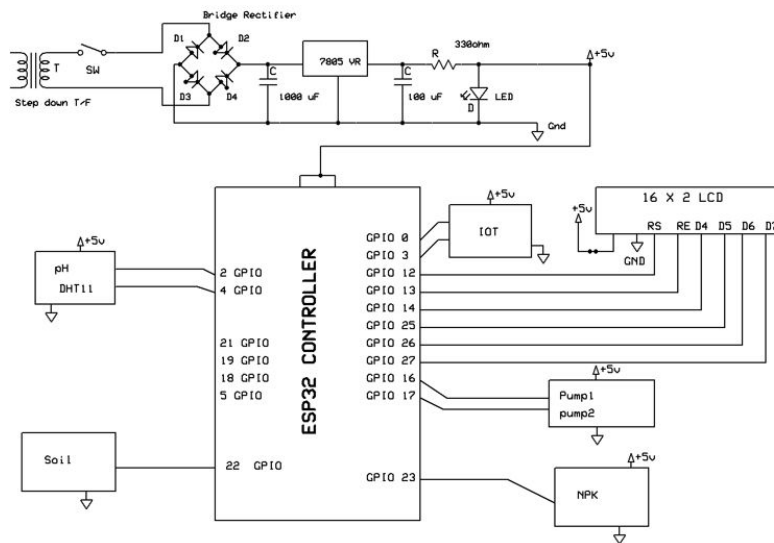 Bridge Rectifier
D1
D2
T
SW
D3
D4
Step down T/F
C
1000 uF
7805 VR
C
100 uF
R
330ohm
D
LED
+5v
Gnd
ESP32 CONTROLLER
pH
DHT11
+5v
2 GPIO
4 GPIO
21 GPIO
19 GPIO
18 GPIO
5 GPIO
22 GPIO
Soil
GPIO 0
GPIO 3
GPIO 12
GPIO 13
GPIO 14
GPIO 25
GPIO 26
GPIO 27
GPIO 16
GPIO 17
GPIO 23
+5v
IOT
16 X 2 LCD
+5v
GND
RS RE D4 D5 D6 D7
+5v
Pump1
pump2
+5v
NPK